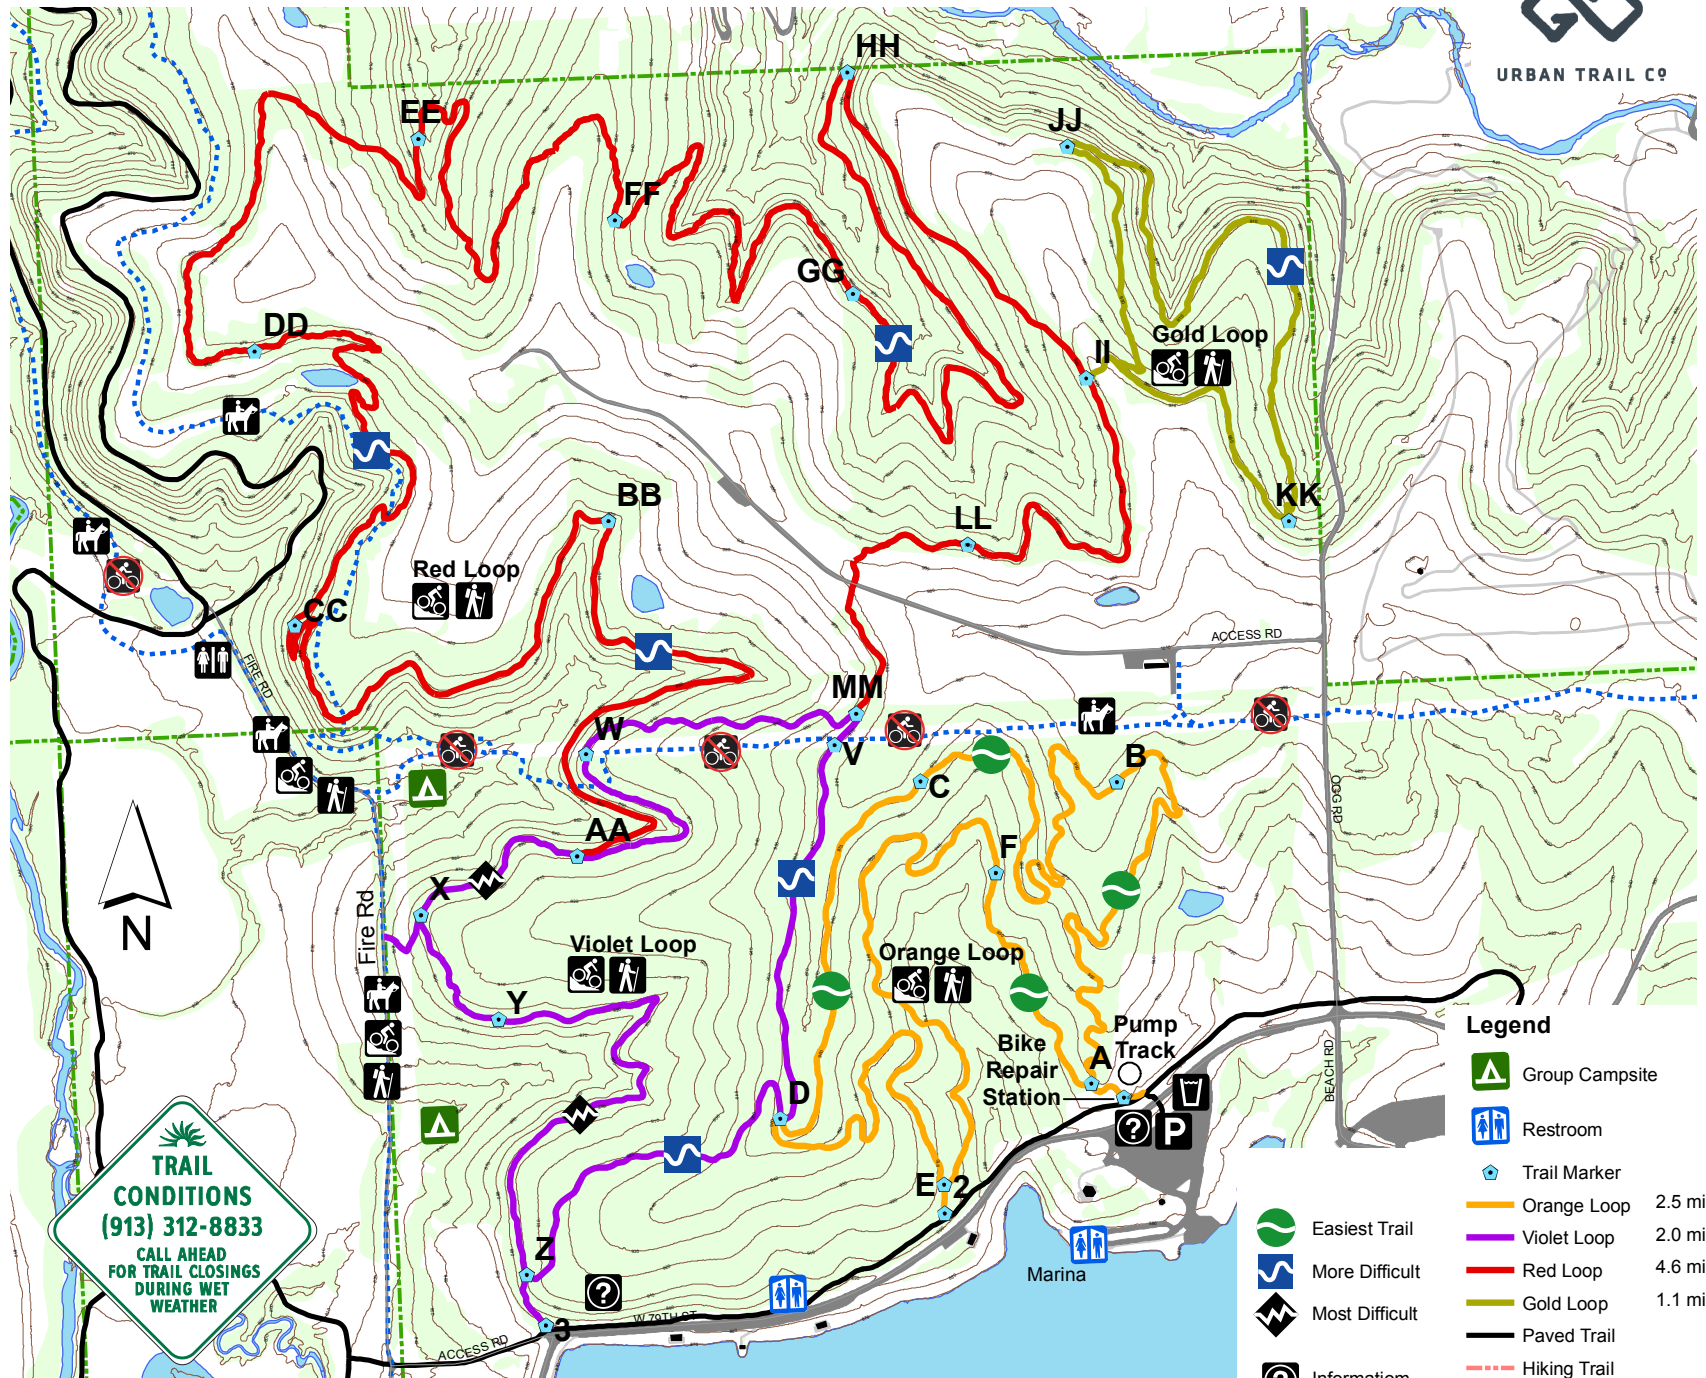 URBAN TRAIL Cº
HH
EE
JJ
FF
GG
DD
II
Gold Loop
BB
KK
LL
Red Loop
CC
ACCESS RD
FIRE RD
MM
W
V
B
C
OGG RD
AA
F
X
Fire Rd
N
Violet Loop
Orange Loop
Y
Pump
Track
Bike
Repair
Station
A
D
BEACH RD
? P
E 2
Z
?
3
W 79TH ST
ACCESS RD
Marina
TRAIL
CONDITIONS
(913) 312-8833
CALL AHEAD
FOR TRAIL CLOSINGS
DURING WET
WEATHER
Legend
Group Campsite
Restroom
Trail Marker
Orange Loop 2.5 mi
Violet Loop 2.0 mi
Red Loop 4.6 mi
Gold Loop 1.1 mi
Paved Trail
Hiking Trail
Easiest Trail
More Difficult
Most Difficult